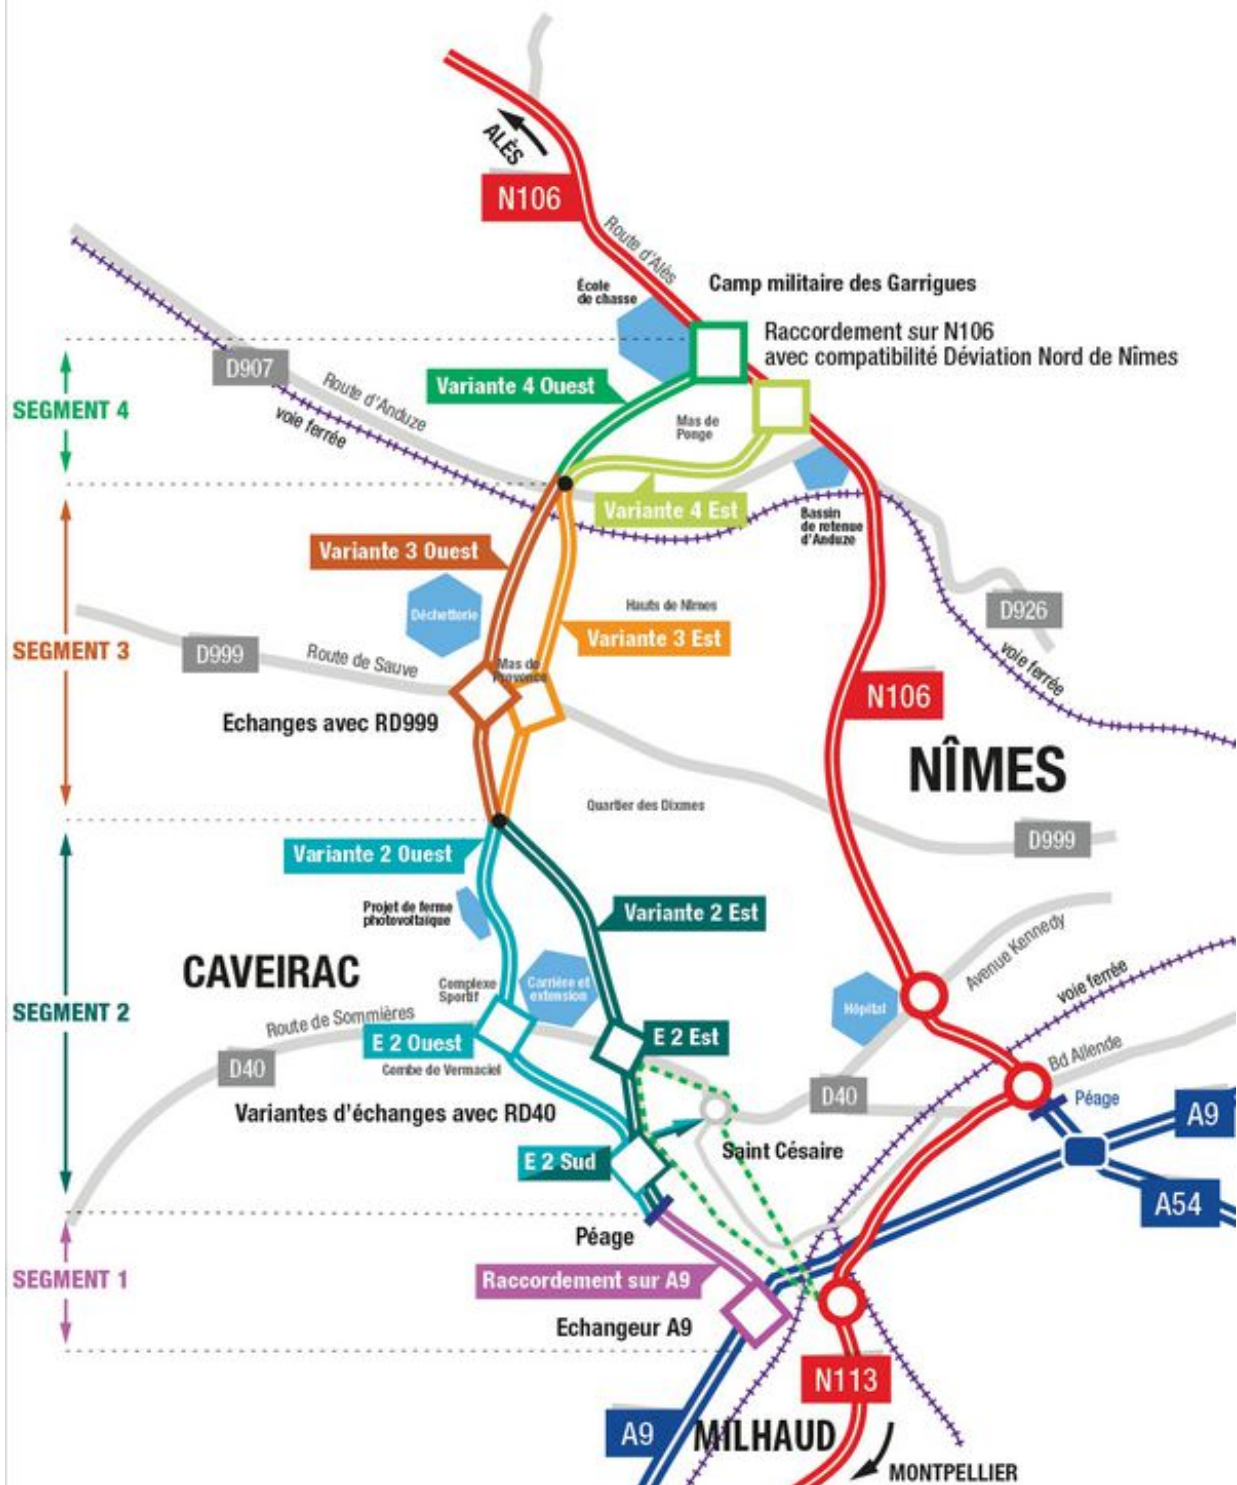 ALÈS
N106
Route d'Alès
École
de chasse
Camp militaire des Garrigues
Raccordement sur N106
avec compatibilité Déviation Nord de Nîmes
D907
Variante 4 Ouest
Route d'Anduze
SEGMENT 4
voie ferrée
Mas de
Ponge
Variante 4 Est
Bassin
de retenue
d'Anduze
Variante 3 Ouest
Déchetterie
Hauts de Nîmes
D926
Variante 3 Est
SEGMENT 3
D999
Route de Sauve
Mas de
Provence
voie ferrée
N106
Echanges avec RD999
NÎMES
Quartier des Dixmes
D999
Variante 2 Ouest
Projet de ferme
photovoltaïque
Variante 2 Est
Avenue Kennedy
CAVEIRAC
voie ferrée
Complexe
Sportif
Carrière et
extension
Hôpital
SEGMENT 2
Route de Sommières
E 2 Ouest
E 2 Est
Bd Allende
D40
Combe de Vermaciel
D40
Péage
A9
Variantes d'échanges avec RD40
Saint Césaire
E 2 Sud
A54
Péage
SEGMENT 1
Raccordement sur A9
Echangeur A9
N113
A9
MILHAUD
MONTPELLIER